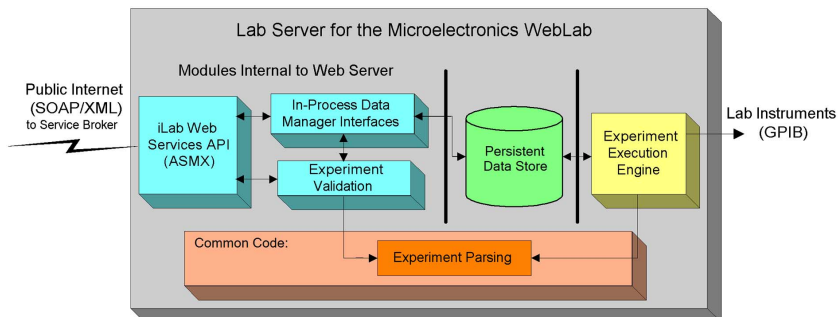 Lab Server for the Microelectronics WebLab
Modules Internal to Web Server
Public Internet
(SOAP/XML)
to Service Broker
iLab Web
Services API
(ASMX)
In-Process Data
Manager Interfaces
Experiment
Validation
Persistent
Data Store
Experiment
Execution
Engine
Lab Instruments
(GPIB)
Common Code:
Experiment Parsing